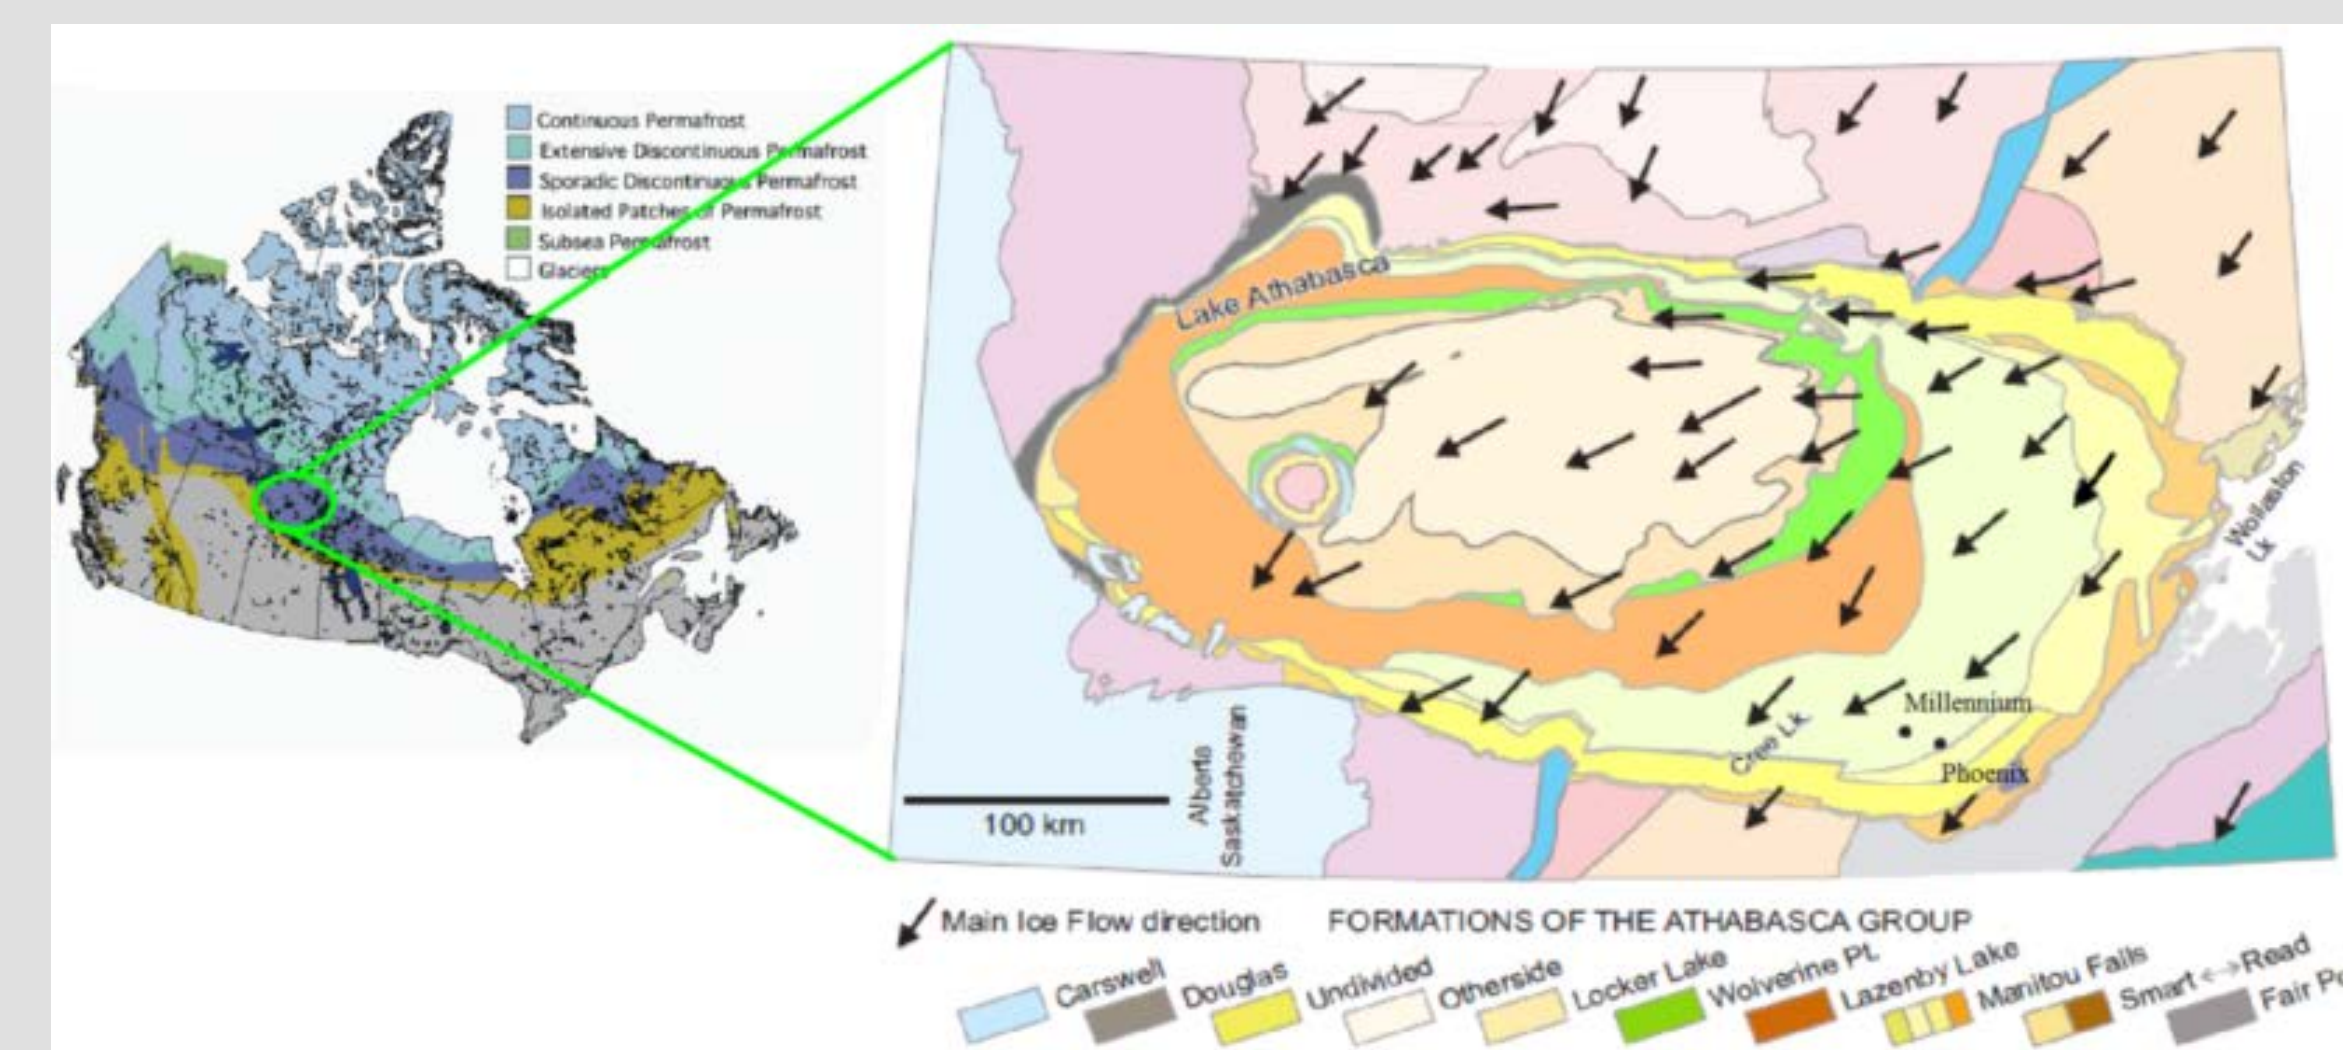 Continuous Permafrost
Extensive Discontinuous Permafrost
Sporadic Discontinuous Permafrost
Isolated Patches of Permafrost
Subsea Permafrost
Glaciers
Lake Athabasca
Wollaston
Lk
Millennium
Cree Lk.
Phoenix
Alberta
Saskatchewan
100 km
Main Ice Flow direction
FORMATIONS OF THE ATHABASCA GROUP
Carswell
Douglas
Undivided
Otherside
Locker Lake
Wolverine Pt.
Lazenby Lake
Manitou Falls
Smart <-> Read
Fair